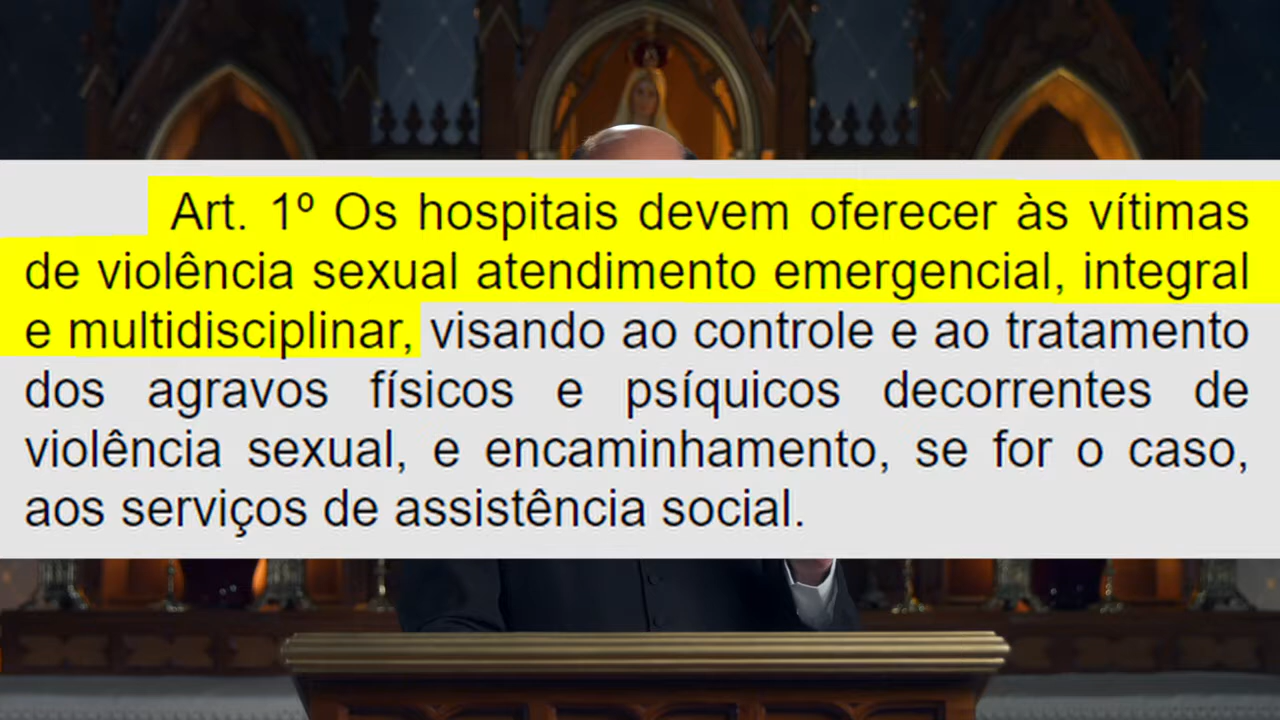 Art. 1º Os hospitais devem oferecer às vítimas
de violência sexual atendimento emergencial, integral
e multidisciplinar, visando ao controle e ao tratamento
dos agravos físicos e psíquicos decorrentes de
violência sexual, e encaminhamento, se for o caso,
aos serviços de assistência social.